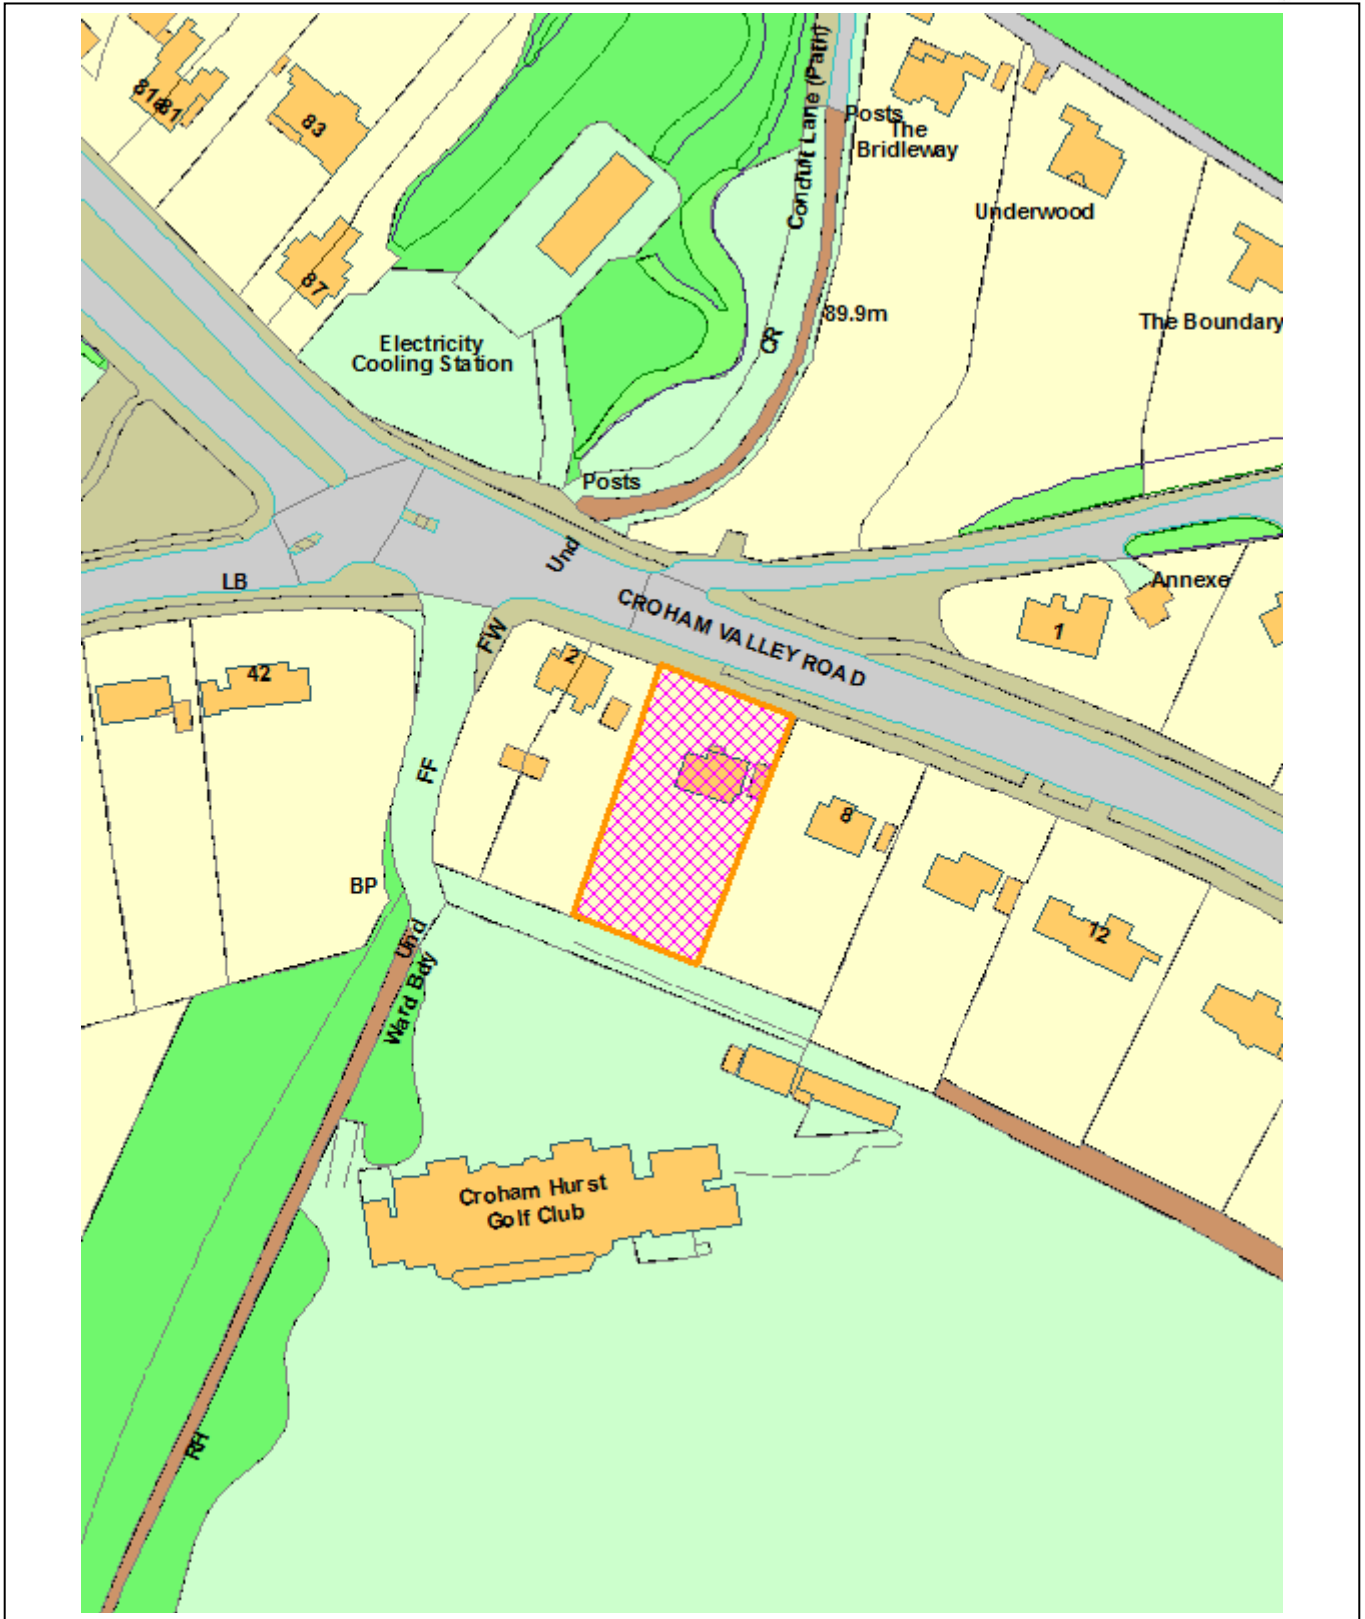 81a
81
83
87
Conduit Lane (Path)
Posts
The
Bridleway
Underwood
89.9m
The Boundary
CR
Electricity
Cooling Station
Posts
Und
LB
CROHAM VALLEY ROAD
Annexe
1
FW
2
42
FF
8
BP
12
Und
Ward Bdy
Croham Hurst
Golf Club
RH